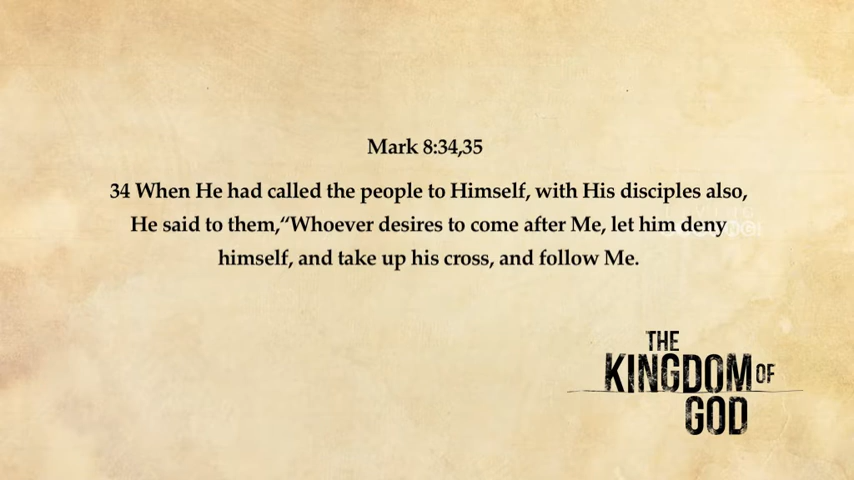 Mark 8:34,35
34 When He had called the people to Himself, with His disciples also,
He said to them,“Whoever desires to come after Me, let him deny
himself, and take up his cross, and follow Me.
THE
KINGDOM OF
GOD